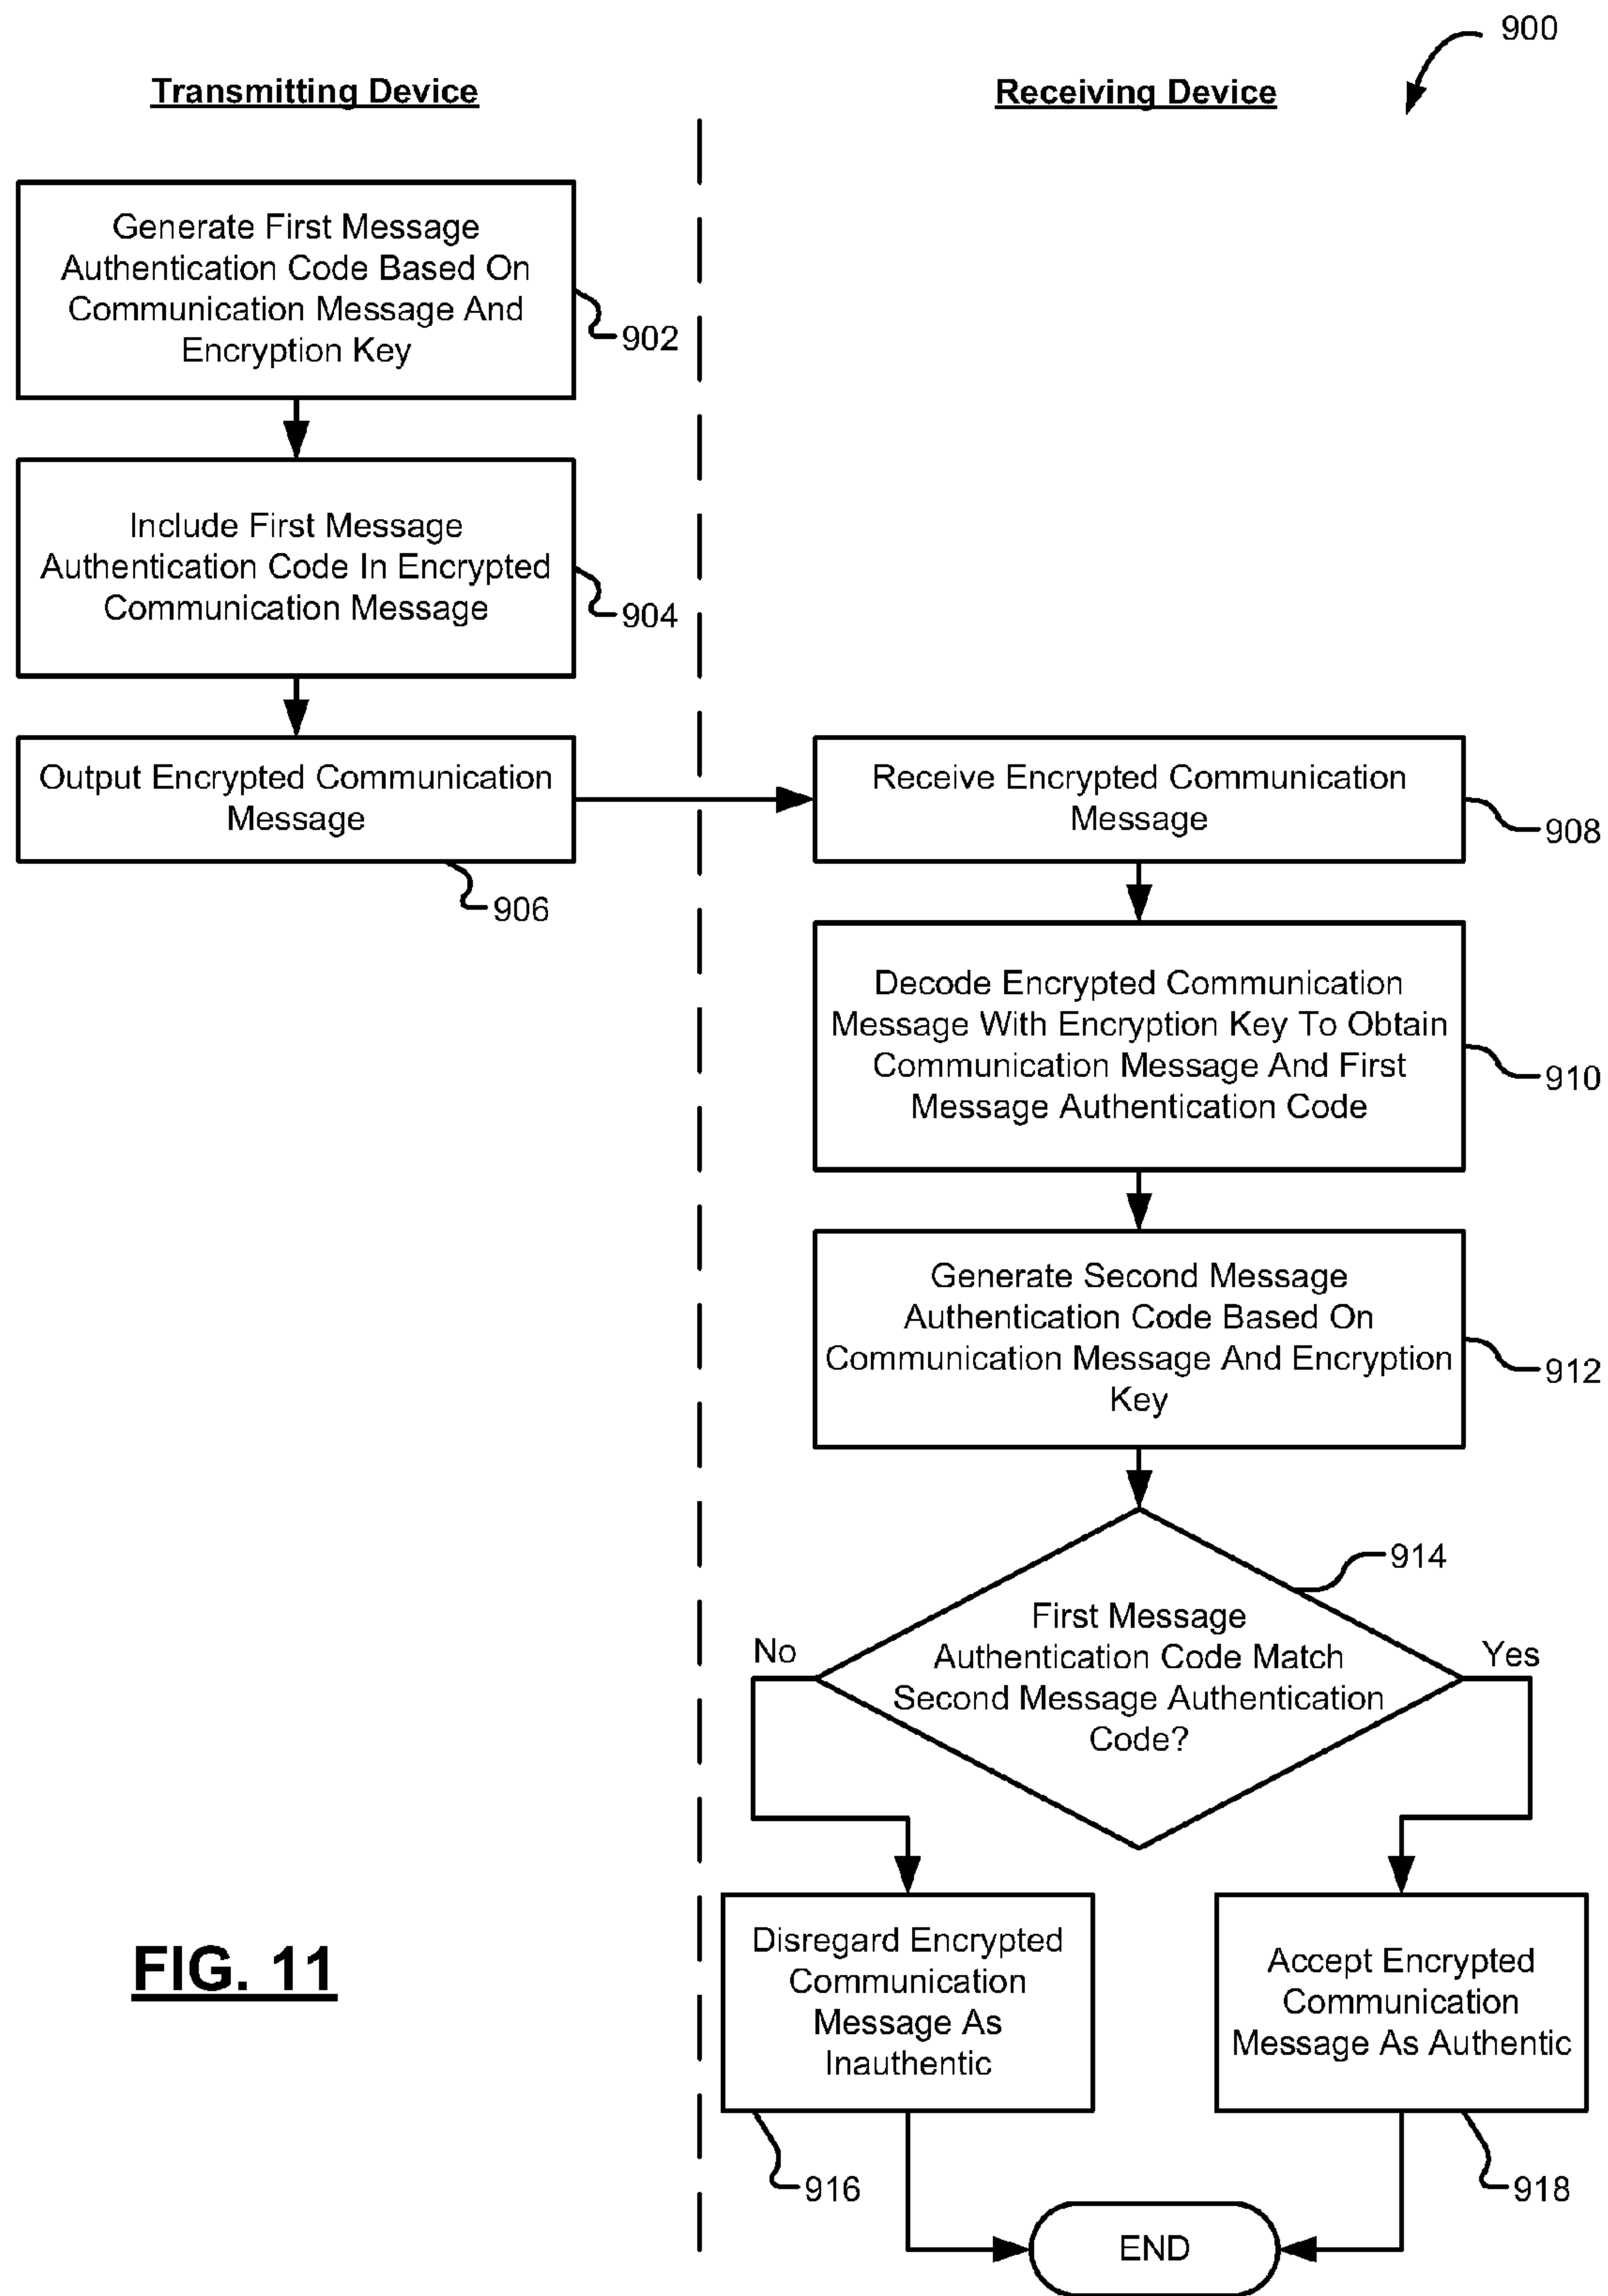 900
Transmitting Device
Receiving Device
Generate First Message
Authentication Code Based On
Communication Message And
Encryption Key
902
Include First Message
Authentication Code In Encrypted
Communication Message
904
Output Encrypted Communication
Message
906
Receive Encrypted Communication
Message
908
Decode Encrypted Communication
Message With Encryption Key To Obtain
Communication Message And First
Message Authentication Code
910
Generate Second Message
Authentication Code Based On
Communication Message And Encryption
Key
912
914
First Message
Authentication Code Match
Second Message Authentication
Code?
No
Yes
Disregard Encrypted
Communication
Message As
Inauthentic
916
Accept Encrypted
Communication
Message As Authentic
918
END
FIG. 11